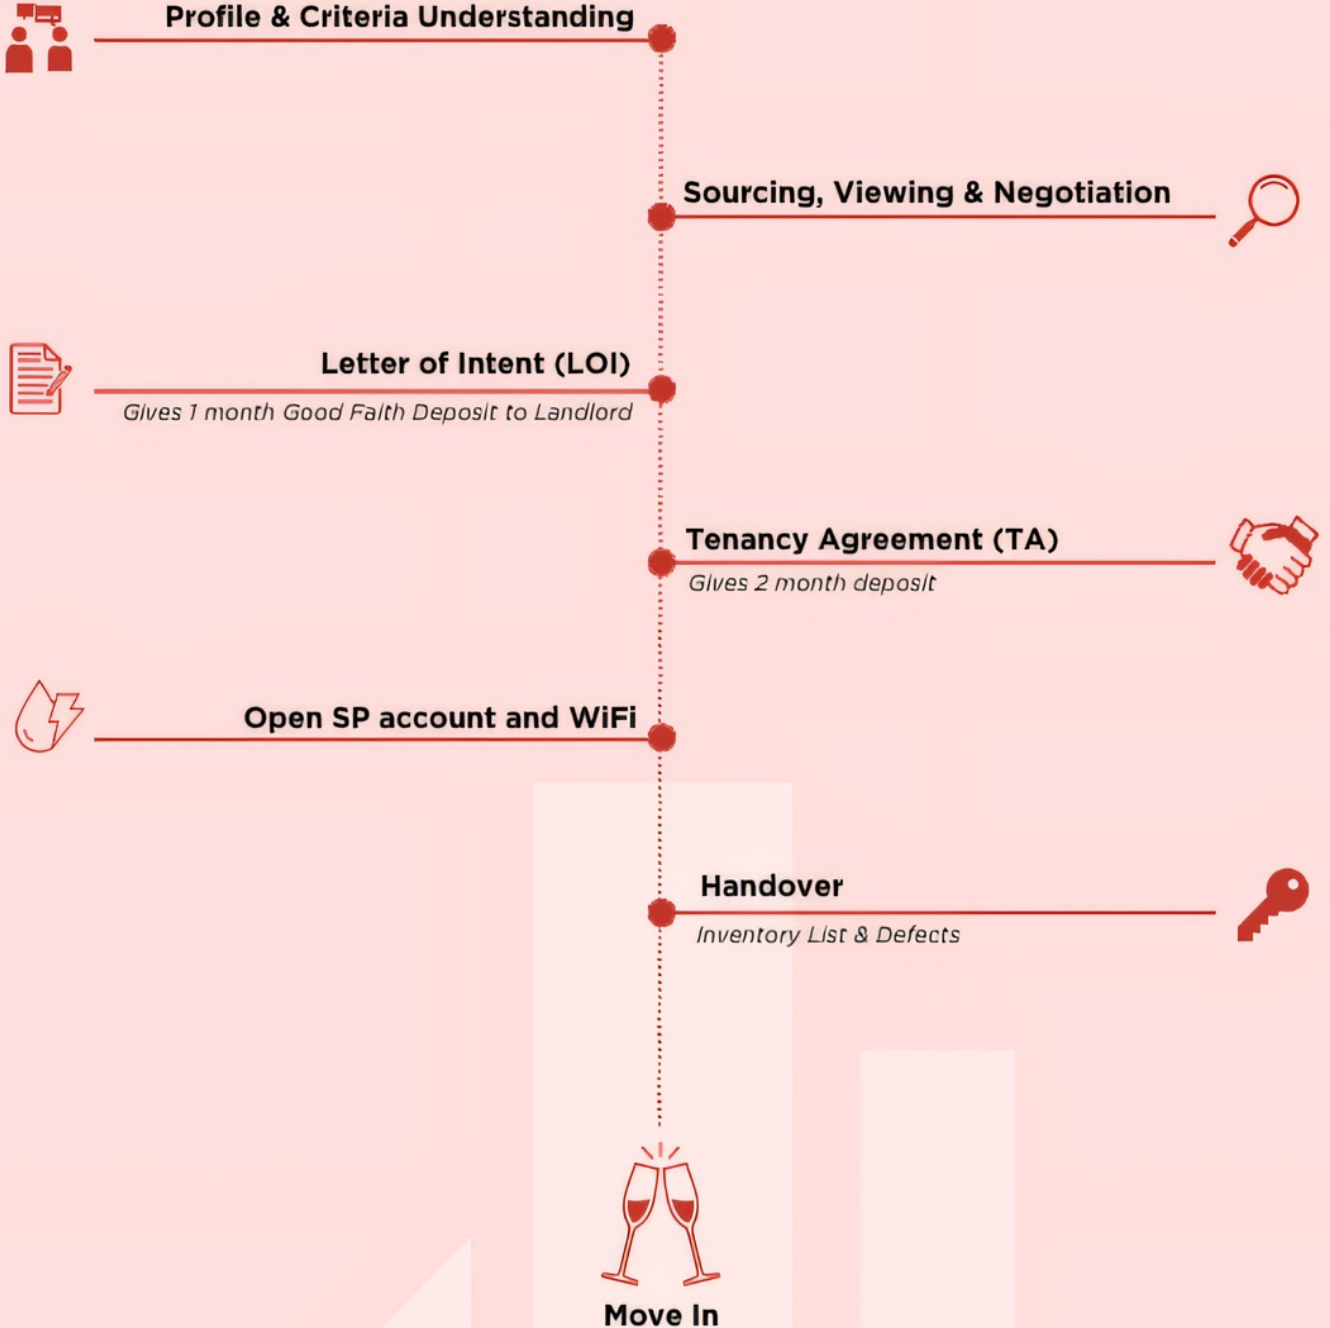 Profile & Criteria Understanding
Sourcing, Viewing & Negotiation
Letter of Intent (LOI)
Gives 1 month Good Faith Deposit to Landlord
Tenancy Agreement (TA)
Gives 2 month deposit
Open SP account and WiFi
Handover
Inventory List & Defects
Move In